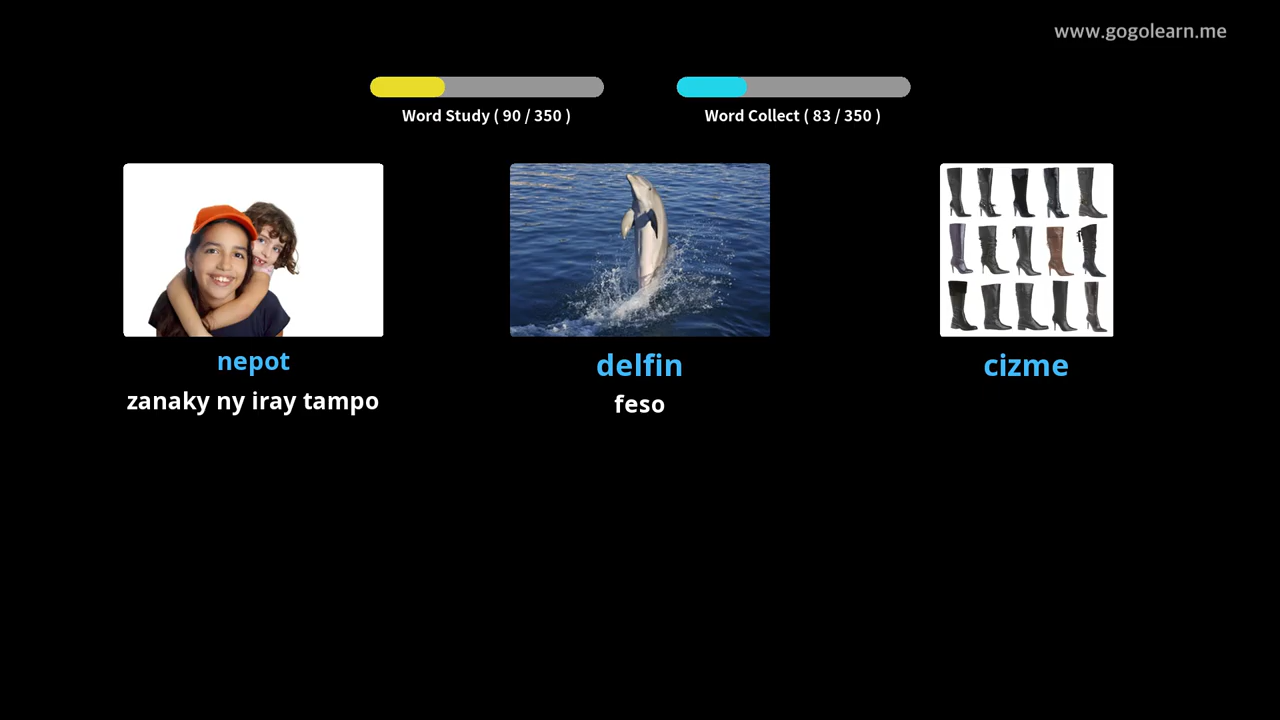 www.gogolearn.me
Word Study ( 90 / 350 )
Word Collect ( 83 / 350 )
nepot
zanaky ny iray tampo
delfin
feso
cizme